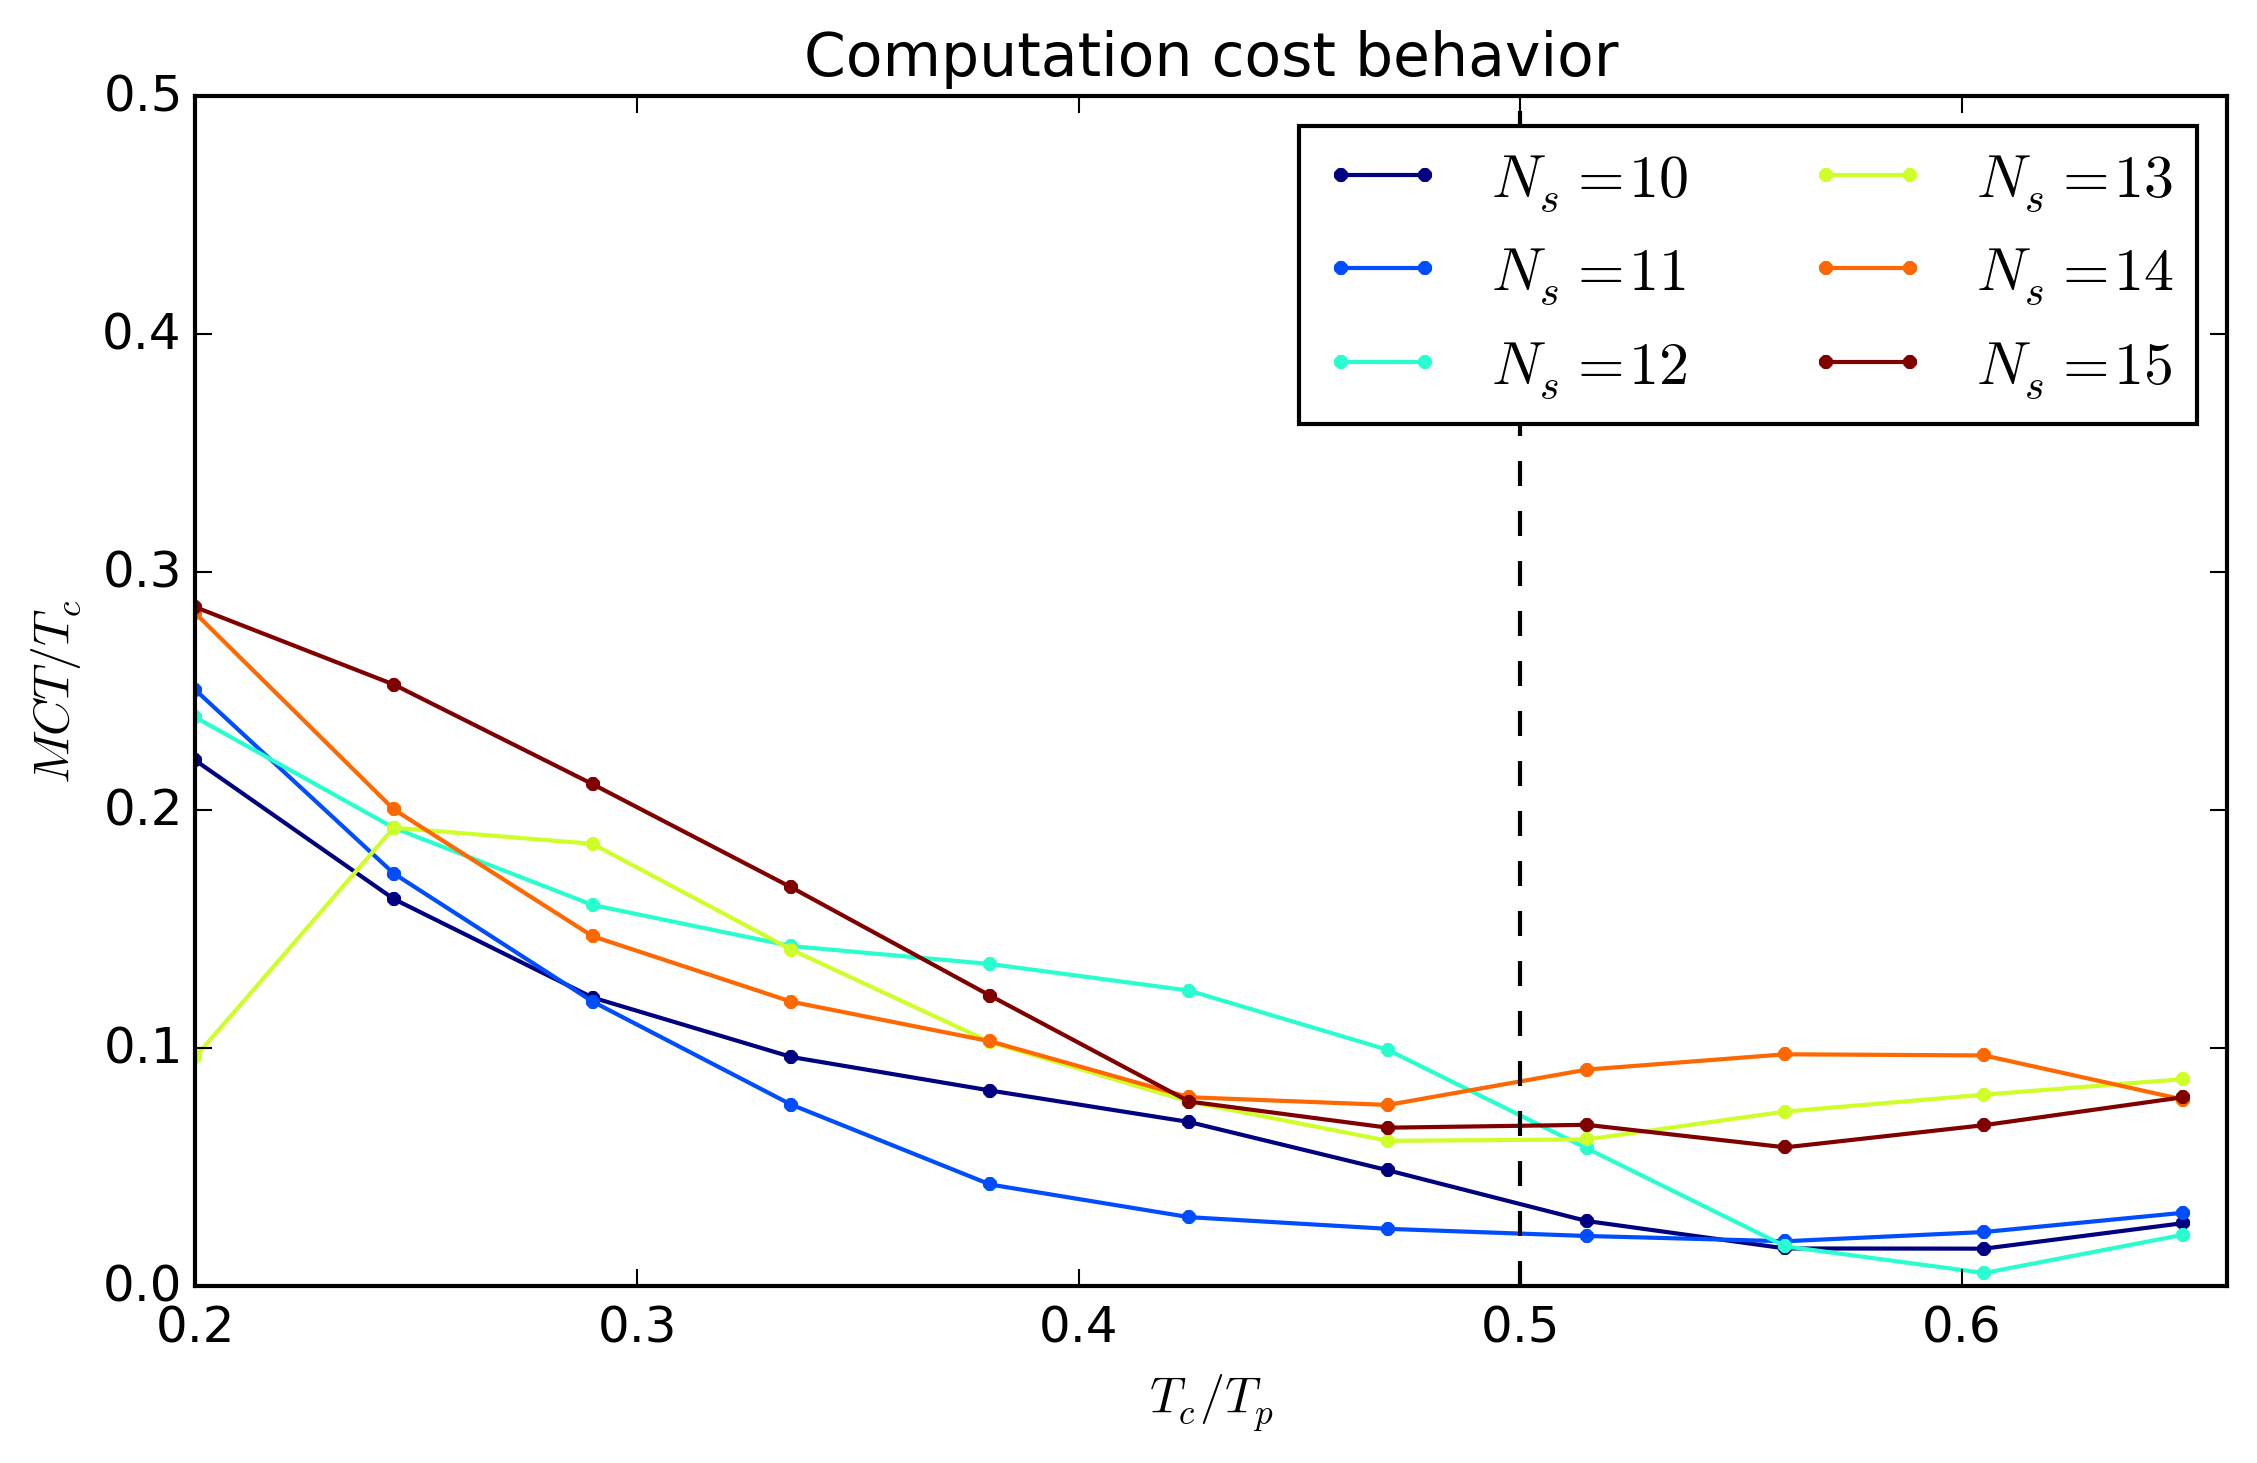 Computation cost behavior
0.5
0.4
0.3
0.2
0.1
0.0
MCT/T_c
N_s = 10
N_s = 11
N_s = 12
N_s = 13
N_s = 14
N_s = 15
0.2 0.3 0.4 0.5 0.6
T_c/T_p